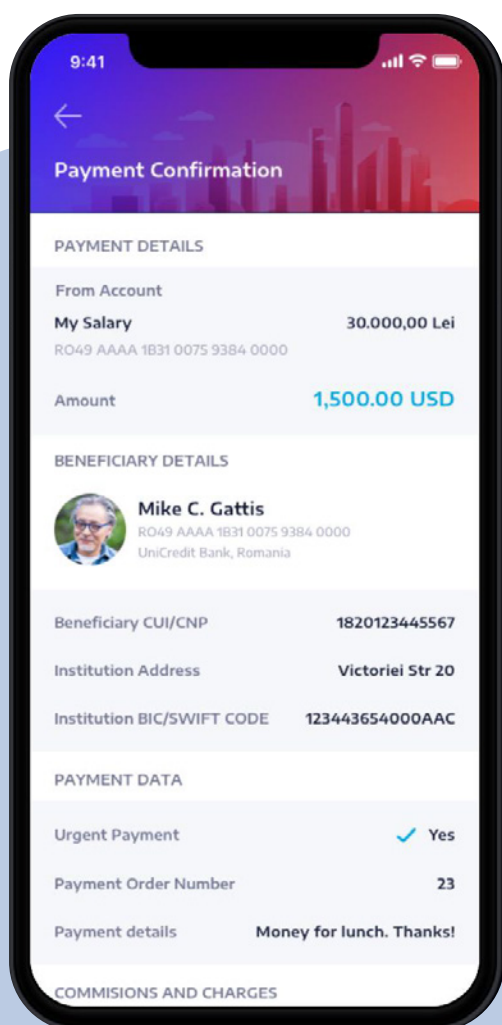 9:41
Payment Confirmation
PAYMENT DETAILS
From Account
My Salary 30.000,00 Lei
RO49 AAAA 1B31 0075 9384 0000
Amount 1,500.00 USD
BENEFICIARY DETAILS
Mike C. Gattis
RO49 AAAA 1B31 0075 9384 0000
UniCredit Bank, Romania
Beneficiary CUI/CNP 1820123445567
Institution Address Victoriei Str 20
Institution BIC/SWIFT CODE 123443654000AAC
PAYMENT DATA
Urgent Payment Yes
Payment Order Number 23
Payment details Money for lunch. Thanks!
COMMISIONS AND CHARGES